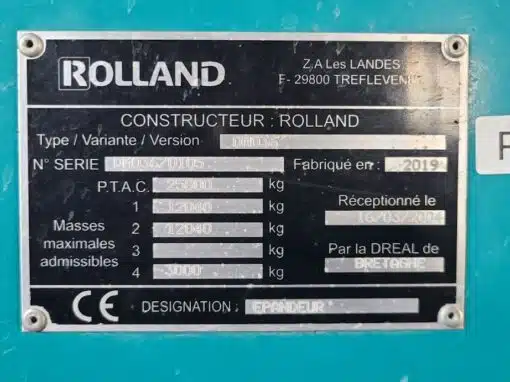 ROLLAND
Z.A Les LANDES
F- 29800 TREFLEVENEZ
CONSTRUCTEUR : ROLLAND
Type / Variante / Version
N° SERIE
Fabriqué en : 2019
P.T.A.C. 25000 kg
1 12040 kg
Réceptionné le
Masses maximales admissibles
2 12040 kg
3 kg
Par la DREAL de
BRETAGNE
4 3000 kg
CE DESIGNATION : EPANDEUR